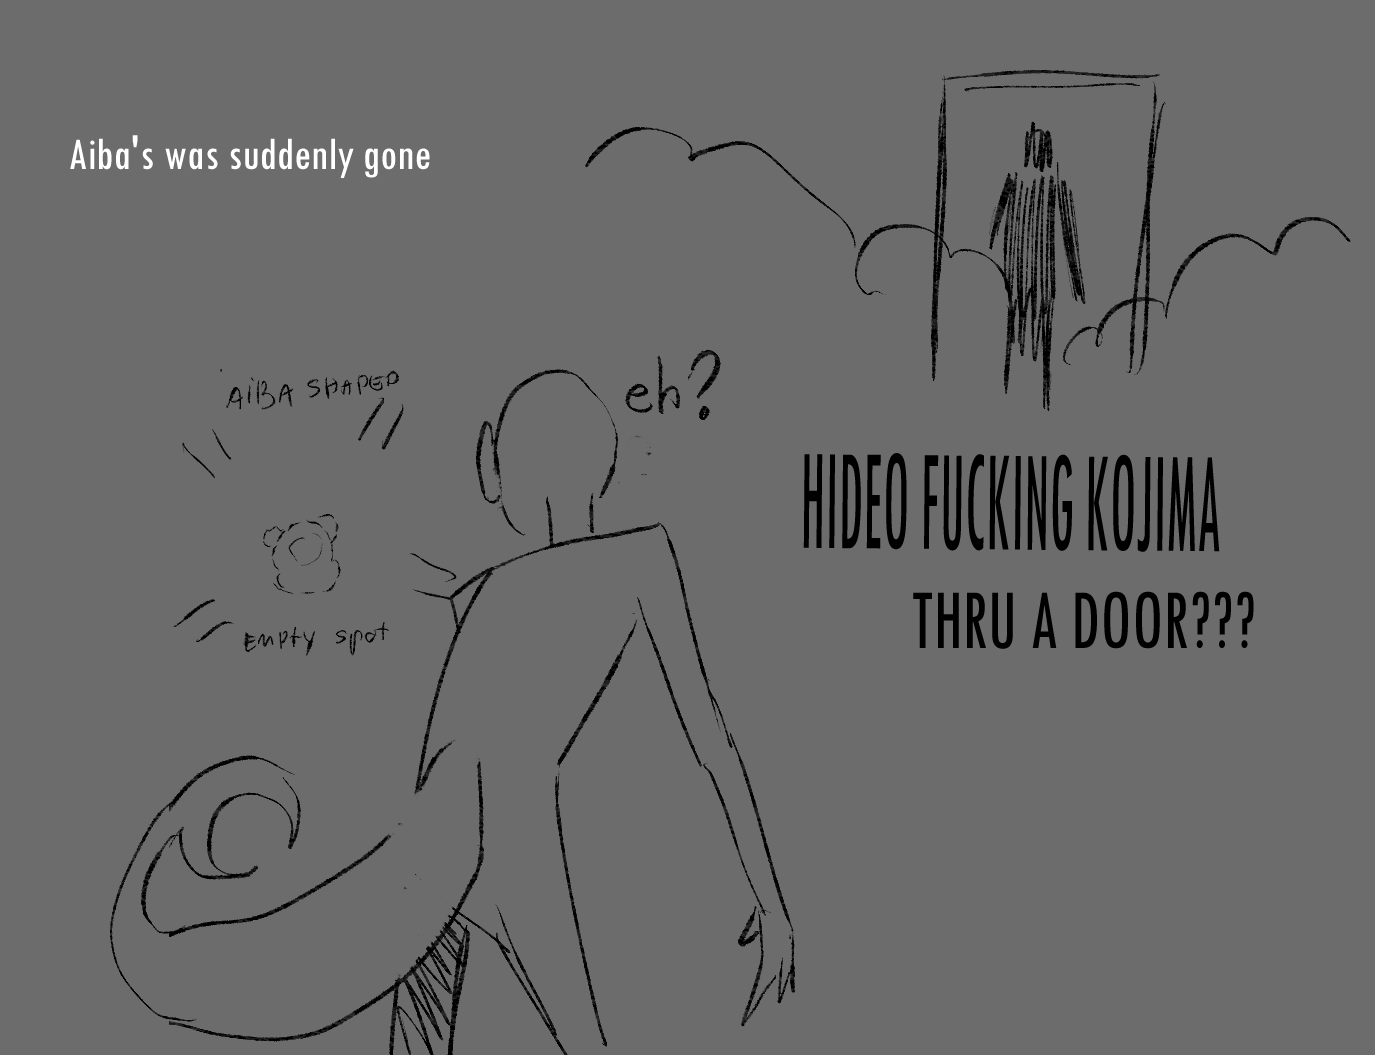 Aiba's was suddenly gone
AiBA SHAPED
Empty spot
eh?
HIDEO FUCKING KOJIMA
THRU A DOOR???